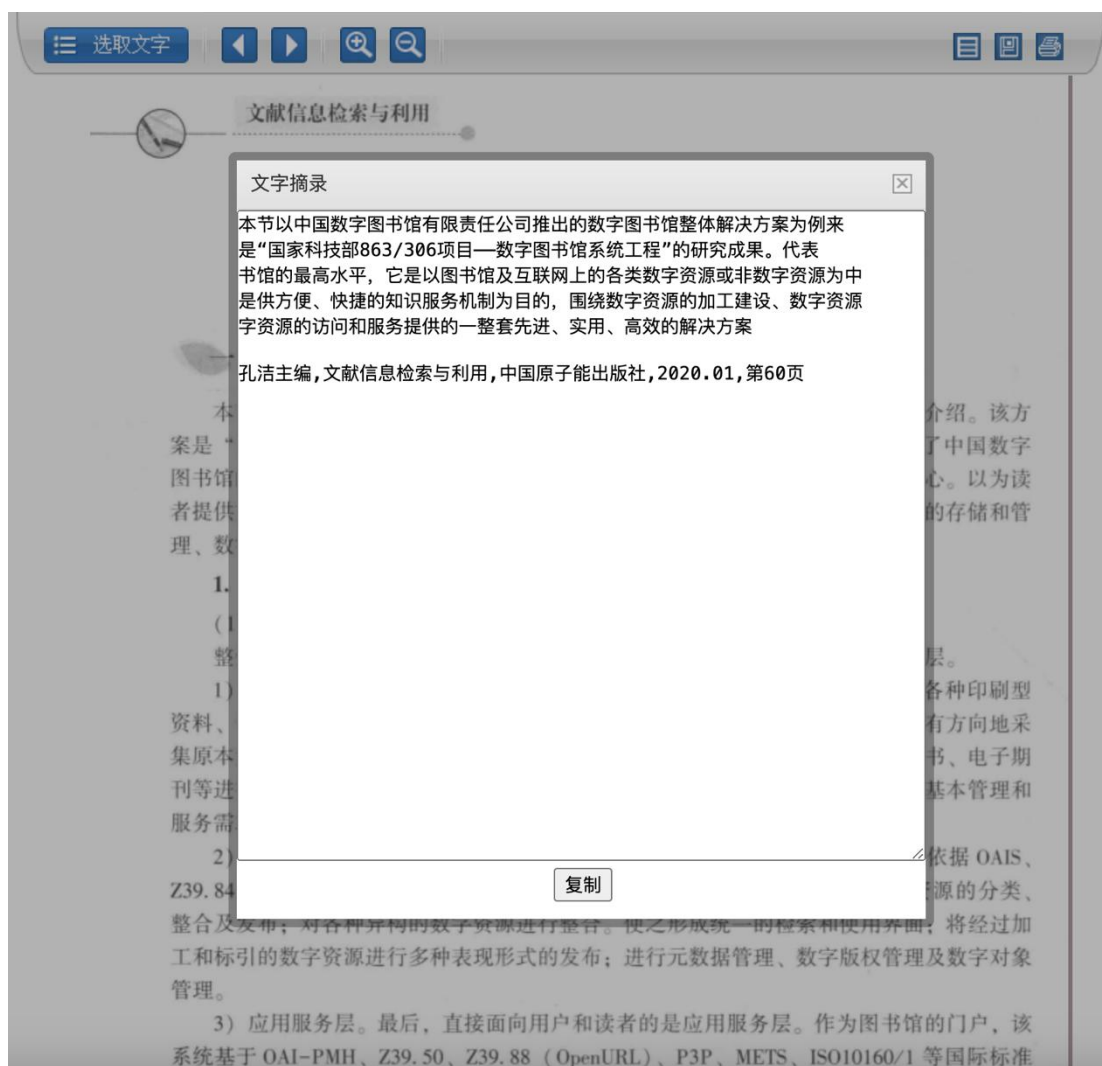 选取文字
文献信息检索与利用
文字摘录
本节以中国数字图书馆有限责任公司推出的数字图书馆整体解决方案为例来
是“国家科技部863/306项目——数字图书馆系统工程”的研究成果。代表
书馆的最高水平，它是以图书馆及互联网上的各类数字资源或非数字资源为中
是供方便、快捷的知识服务机制为目的，围绕数字资源的加工建设、数字资源
字资源的访问和服务提供的一整套先进、实用、高效的解决方案
孔洁主编,文献信息检索与利用,中国原子能出版社,2020.01,第60页
复制
本 介绍。该方
案是“ 了中国数字
图书馆 心。以为读
者提供 的存储和管
理、数
1.
(1
整 层。
1) 各种印刷型
资料、 有方向地采
集原本 书、电子期
刊等进 基本管理和
服务需
2) 依据 OAIS、
Z39.84 源的分类、
整合及发布；对各种异构的数字资源进行整合。使之形成统一的检索和使用界面；将经过加
工和标引的数字资源进行多种表现形式的发布；进行元数据管理、数字版权管理及数字对象
管理。
3) 应用服务层。最后，直接面向用户和读者的是应用服务层。作为图书馆的门户，该
系统基于 OAI-PMH、Z39.50、Z39.88（OpenURL）、P3P、METS、ISO10160/1 等国际标准